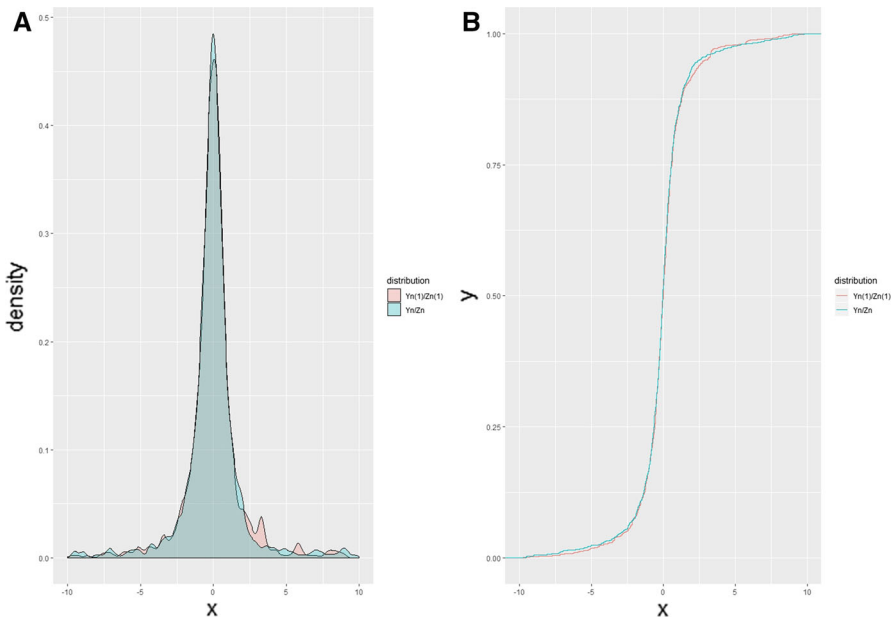 A
density
0.5
0.4
0.3
0.2
0.1
0.0
-10
-5
0
5
10
X
distribution
Yn(1)/Zn(1)
Yn/Zn
B
y
1.00
0.75
0.50
0.25
0.00
-10
-5
0
5
10
X
distribution
Yn(1)/Zn(1)
Yn/Zn